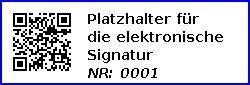 Platzhalter für
die elektronische
Signatur
NR: 0001